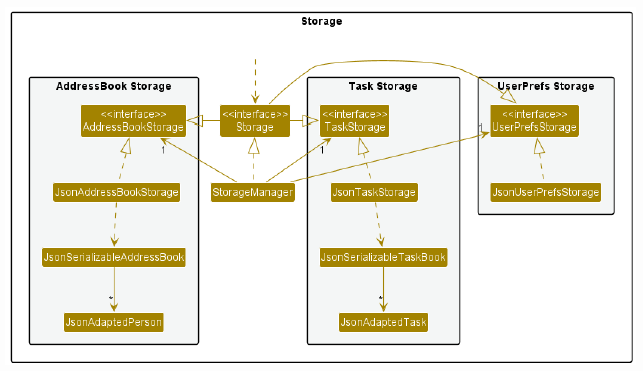 Storage
AddressBook Storage
Task Storage
UserPrefs Storage
<<interface>>
AddressBookStorage
<<interface>>
Storage
<<interface>>
TaskStorage
<<interface>>
UserPrefsStorage
1
1
1
JsonAddressBookStorage
StorageManager
JsonTaskStorage
JsonUserPrefsStorage
JsonSerializableAddressBook
JsonSerializableTaskBook
*
*
JsonAdaptedPerson
JsonAdaptedTask